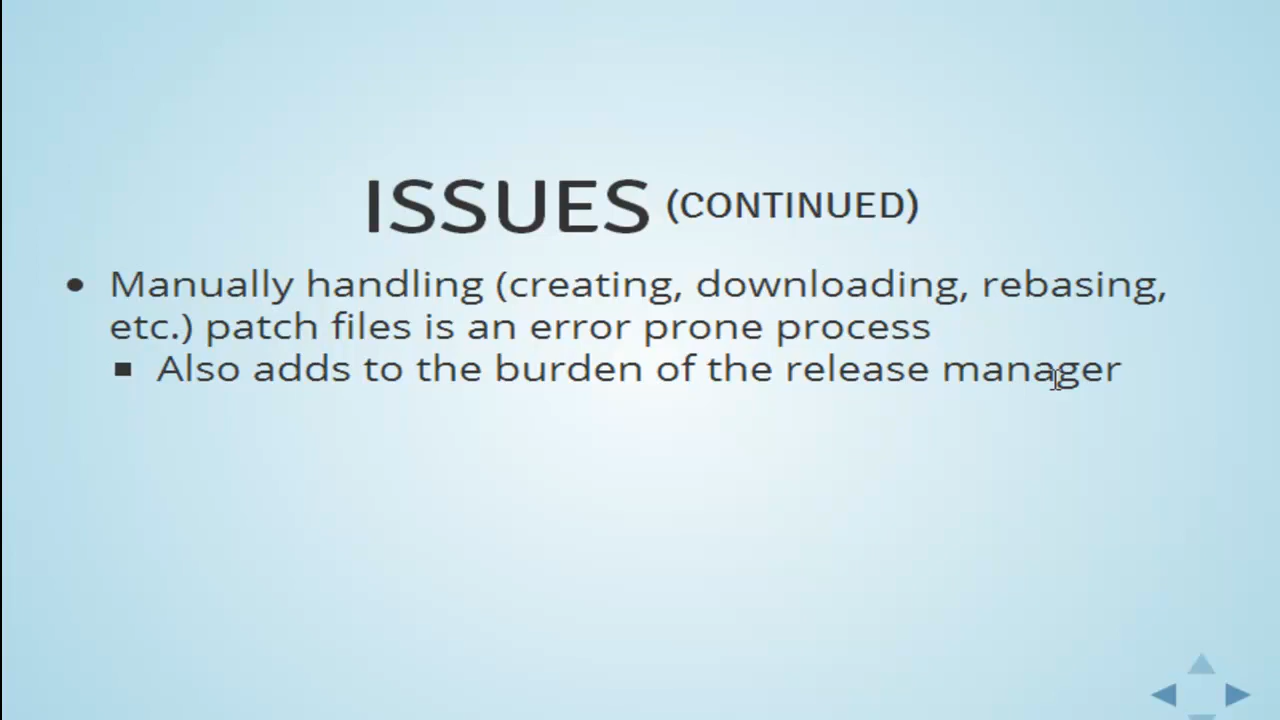 ISSUES (CONTINUED)
• Manually handling (creating, downloading, rebasing,
etc.) patch files is an error prone process
▪ Also adds to the burden of the release manager